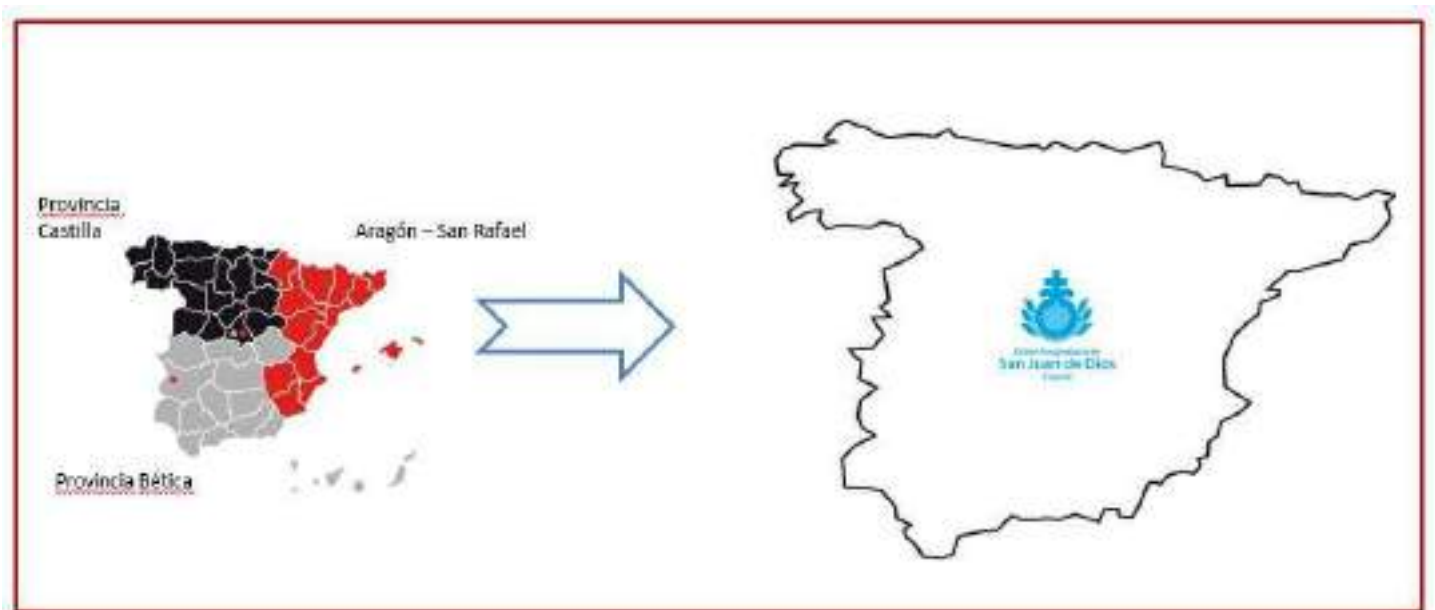 Provincia
Castilla
Aragón – San Rafael
Provincia Bética
San Juan de Dios